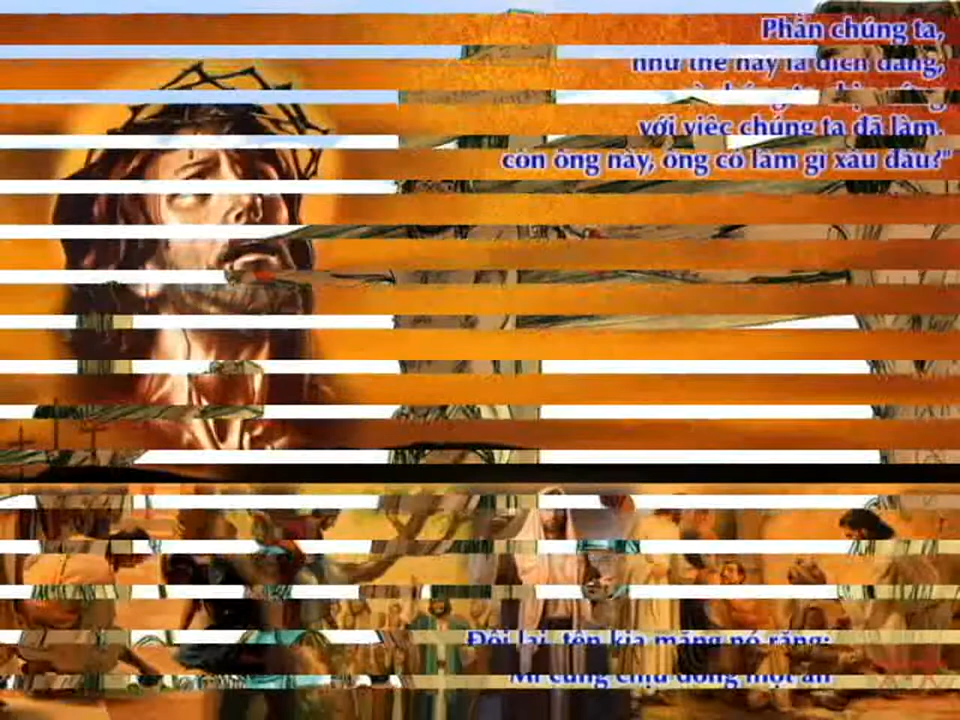 Phần chúng ta,
như thế này là đích đáng,
với việc chúng ta đã làm.
còn ông này, ông có làm gì xấu đâu?"
Đối lại, tên kia mắng nó rằng:
Mi cũng chịu đồng một án